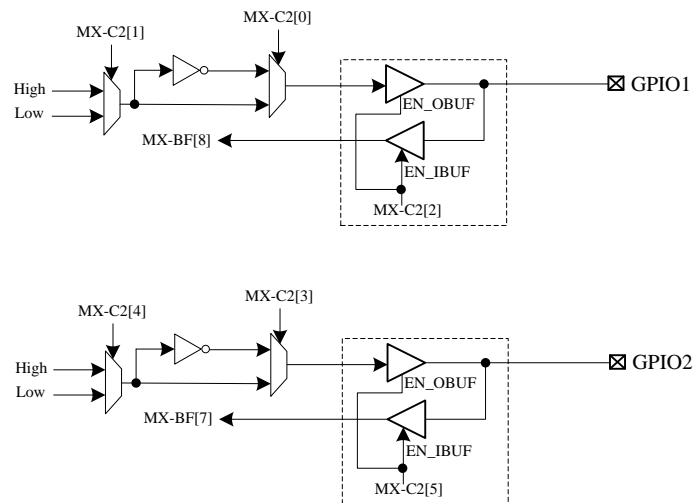 MX-C2[0]
MX-C2[1]
High
Low
GPIO1
EN_OBUF
MX-BF[8]
EN_IBUF
MX-C2[2]
MX-C2[3]
MX-C2[4]
High
Low
GPIO2
EN_OBUF
MX-BF[7]
EN_IBUF
MX-C2[5]